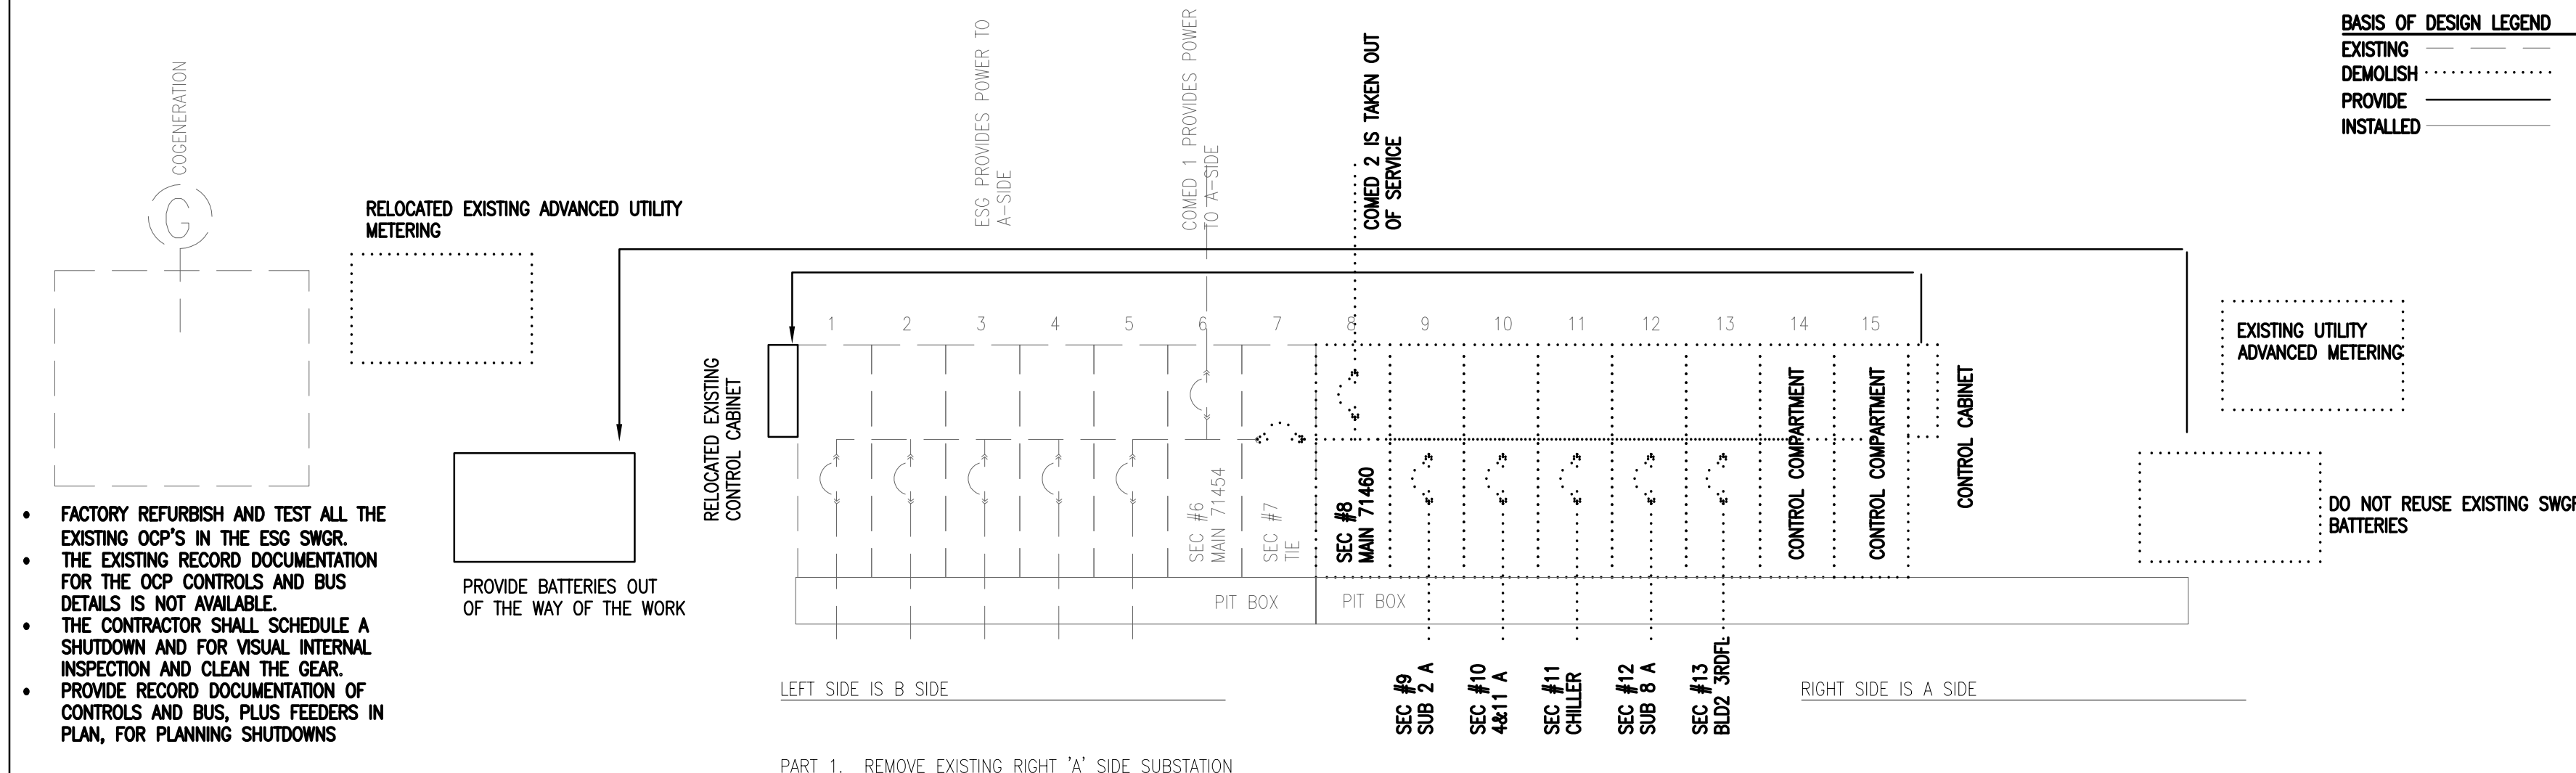 BASIS OF DESIGN LEGEND
EXISTING
DEMOLISH
PROVIDE
INSTALLED
COGENERATION
G
RELOCATED EXISTING ADVANCED UTILITY
METERING
ESG PROVIDES POWER TO
A-SIDE
COMED 1 PROVIDES POWER
TO A-SIDE
COMED 2 IS TAKEN OUT
OF SERVICE
1 2 3 4 5 6 7 8 9 10 11 12 13 14 15
RELOCATED EXISTING
CONTROL CABINET
SEC #6
MAIN 71454
SEC #7
TIE
SEC #8
MAIN 71460
CONTROL COMPARTMENT
CONTROL COMPARTMENT
CONTROL CABINET
EXISTING UTILITY
ADVANCED METERING
DO NOT REUSE EXISTING SWGR
BATTERIES
• FACTORY REFURBISH AND TEST ALL THE
EXISTING OCP'S IN THE ESG SWGR.
• THE EXISTING RECORD DOCUMENTATION
FOR THE OCP CONTROLS AND BUS
DETAILS IS NOT AVAILABLE.
• THE CONTRACTOR SHALL SCHEDULE A
SHUTDOWN AND FOR VISUAL INTERNAL
INSPECTION AND CLEAN THE GEAR.
• PROVIDE RECORD DOCUMENTATION OF
CONTROLS AND BUS, PLUS FEEDERS IN
PLAN, FOR PLANNING SHUTDOWNS
PROVIDE BATTERIES OUT
OF THE WAY OF THE WORK
PIT BOX
PIT BOX
SEC #9
SUB 2 A
SEC #10
4&11 A
SEC #11
CHILLER
SEC #12
SUB 8 A
SEC #13
BLD2 3RDFL
LEFT SIDE IS B SIDE
RIGHT SIDE IS A SIDE
PART 1. REMOVE EXISTING RIGHT 'A' SIDE SUBSTATION